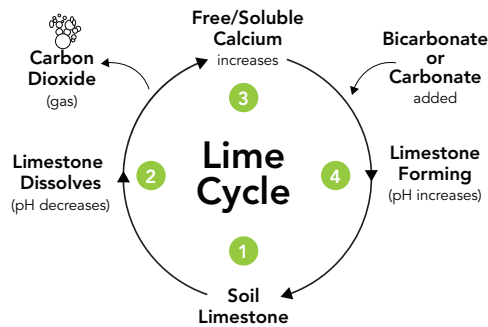 Free/Soluble
Calcium
increases
Carbon
Dioxide
(gas)
Bicarbonate
or
Carbonate
added
3
Limestone
Dissolves
(pH decreases)
2
Lime
Cycle
4
Limestone
Forming
(pH increases)
1
Soil
Limestone